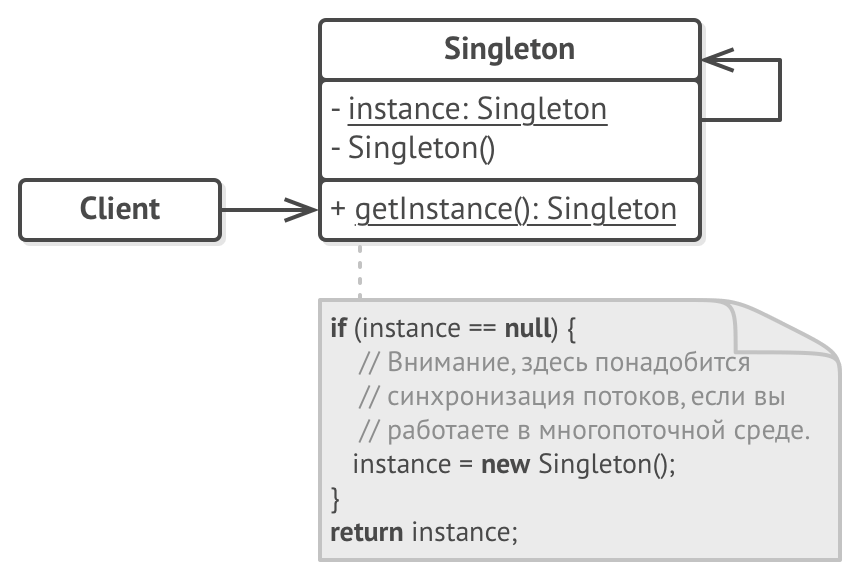 Singleton
- instance: Singleton
- Singleton()
Client
+ getInstance(): Singleton
if (instance == null) {
// Внимание, здесь понадобится
// синхронизация потоков, если вы
// работаете в многопоточной среде.
instance = new Singleton();
}
return instance;